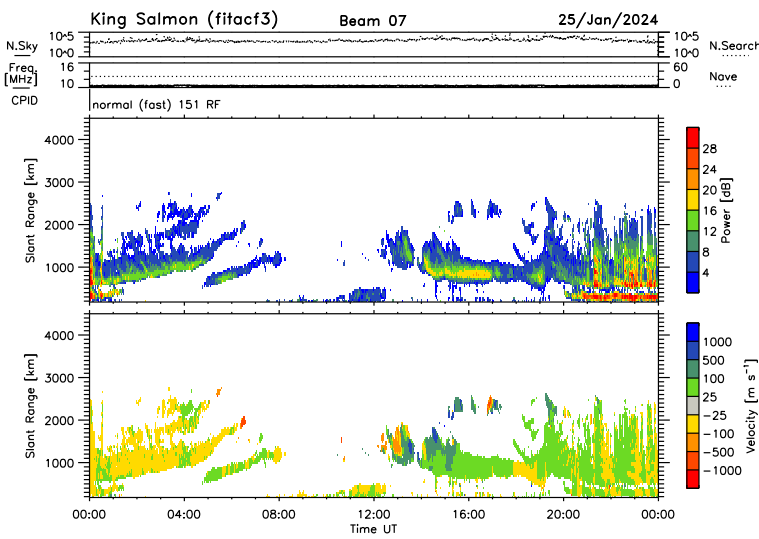 King Salmon (fitacf3) Beam 07 25/Jan/2024
N.Sky 10^5 10^0 10^5 10^0 N.Search
Freq. [MHz] 16 10 60 0 Nave
CPID normal (fast) 151 RF
Slant Range [km] 4000 3000 2000 1000
28 24 20 16 12 8 4 Power [dB]
Slant Range [km] 4000 3000 2000 1000
1000 500 100 25 −25 −100 −500 −1000 Velocity [m s⁻¹]
00:00 04:00 08:00 12:00 16:00 20:00 00:00
Time UT